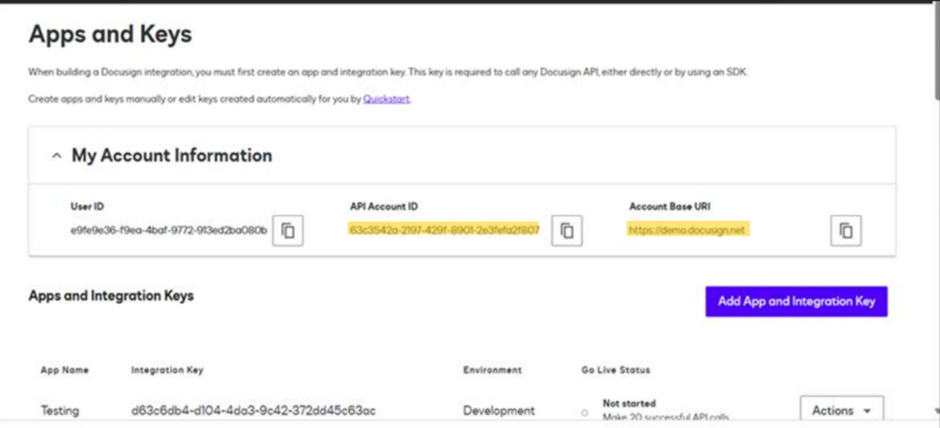 Apps and Keys
When building a Docusign integration, you must first create an app and integration key. This key is required to call any Docusign API, either directly or by using an SDK.
Create apps and keys manually or edit keys created automatically for you by Quickstart.
My Account Information
User ID API Account ID Account Base URI
e9fe9e36-f9ea-4baf-9772-913ed2ba080b 63c3542a-2197-429f-8901-2e3fefa2f807 https://demo.docusign.net
Apps and Integration Keys Add App and Integration Key
App Name Integration Key Environment Go Live Status
Testing d63c6db4-d104-4da3-9c42-372dd45c63ac Development Not started Actions
Make 20 successful API calls